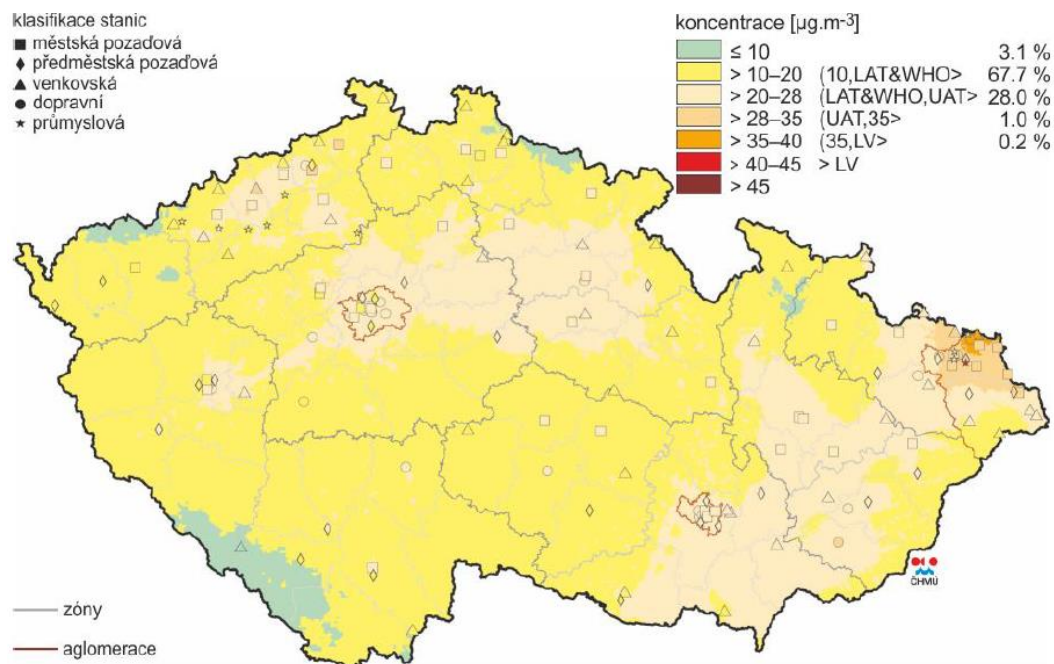 klasifikace stanic
■ městská pozaďová
♦ předměstská pozaďová
▲ venkovská
● dopravní
★ průmyslová
koncentrace [µg.m-³]
≤ 10 3.1 %
> 10–20 (10,LAT&WHO> 67.7 %
> 20–28 (LAT&WHO,UAT> 28.0 %
> 28–35 (UAT,35> 1.0 %
> 35–40 (35,LV> 0.2 %
> 40–45 > LV
> 45
ČHMÚ
zóny
aglomerace